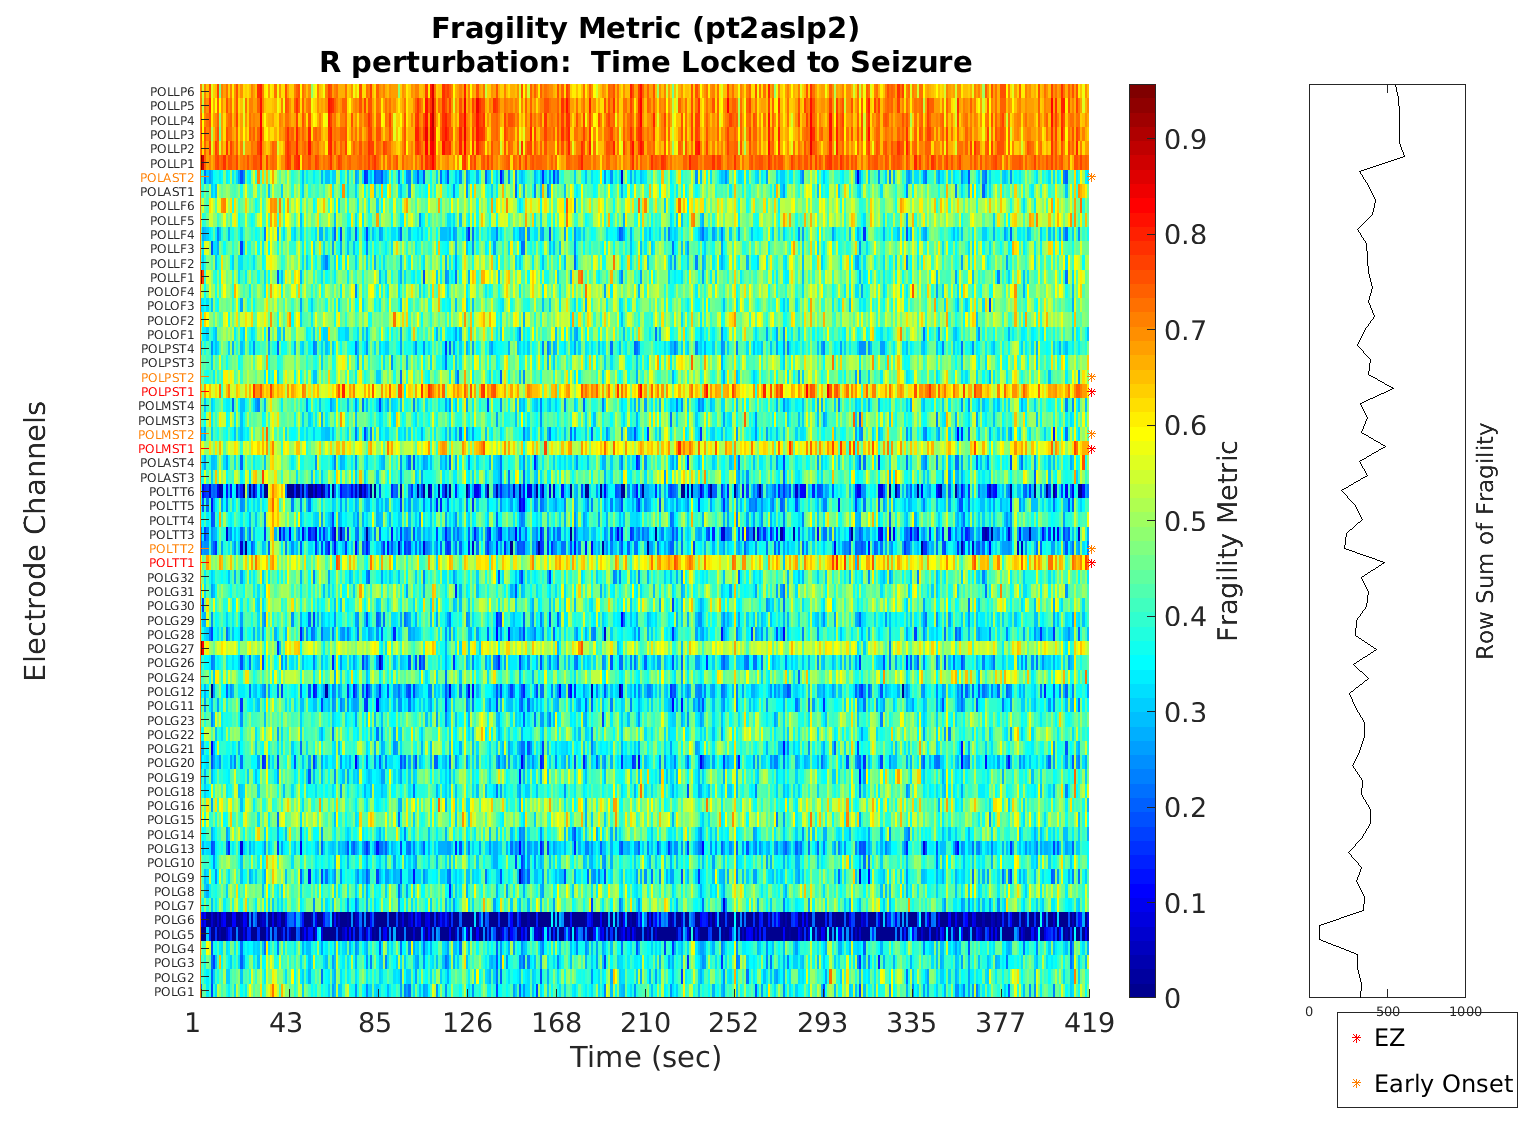 Fragility Metric (pt2aslp2)
R perturbation:  Time Locked to Seizure
Electrode Channels
POLLP6
POLLP5
POLLP4
POLLP3
POLLP2
POLLP1
POLAST2
POLAST1
POLLF6
POLLF5
POLLF4
POLLF3
POLLF2
POLLF1
POLOF4
POLOF3
POLOF2
POLOF1
POLPST4
POLPST3
POLPST2
POLPST1
POLMST4
POLMST3
POLMST2
POLMST1
POLAST4
POLAST3
POLTT6
POLTT5
POLTT4
POLTT3
POLTT2
POLTT1
POLG32
POLG31
POLG30
POLG29
POLG28
POLG27
POLG26
POLG24
POLG12
POLG11
POLG23
POLG22
POLG21
POLG20
POLG19
POLG18
POLG16
POLG15
POLG14
POLG13
POLG10
POLG9
POLG8
POLG7
POLG6
POLG5
POLG4
POLG3
POLG2
POLG1
1 43 85 126 168 210 252 293 335 377 419
Time (sec)
0.9
0.8
0.7
0.6
0.5
0.4
0.3
0.2
0.1
0
Fragility Metric
0 500 1000
Row Sum of Fragility
EZ
Early Onset